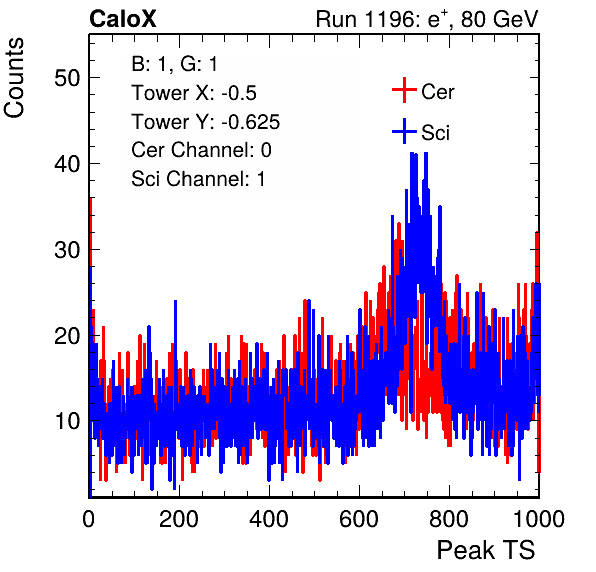 CaloX
Run 1196: e+, 80 GeV
Counts
B: 1, G: 1
Tower X: -0.5
Tower Y: -0.625
Cer Channel: 0
Sci Channel: 1
Cer
Sci
50
40
30
20
10
0 200 400 600 800 1000
Peak TS